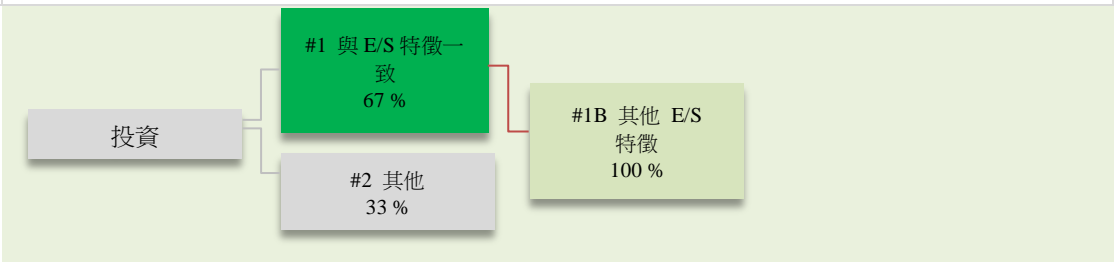 #1 與 E/S 特徵一
致
67 %
投資
#1B 其他 E/S
特徵
100 %
#2 其他
33 %